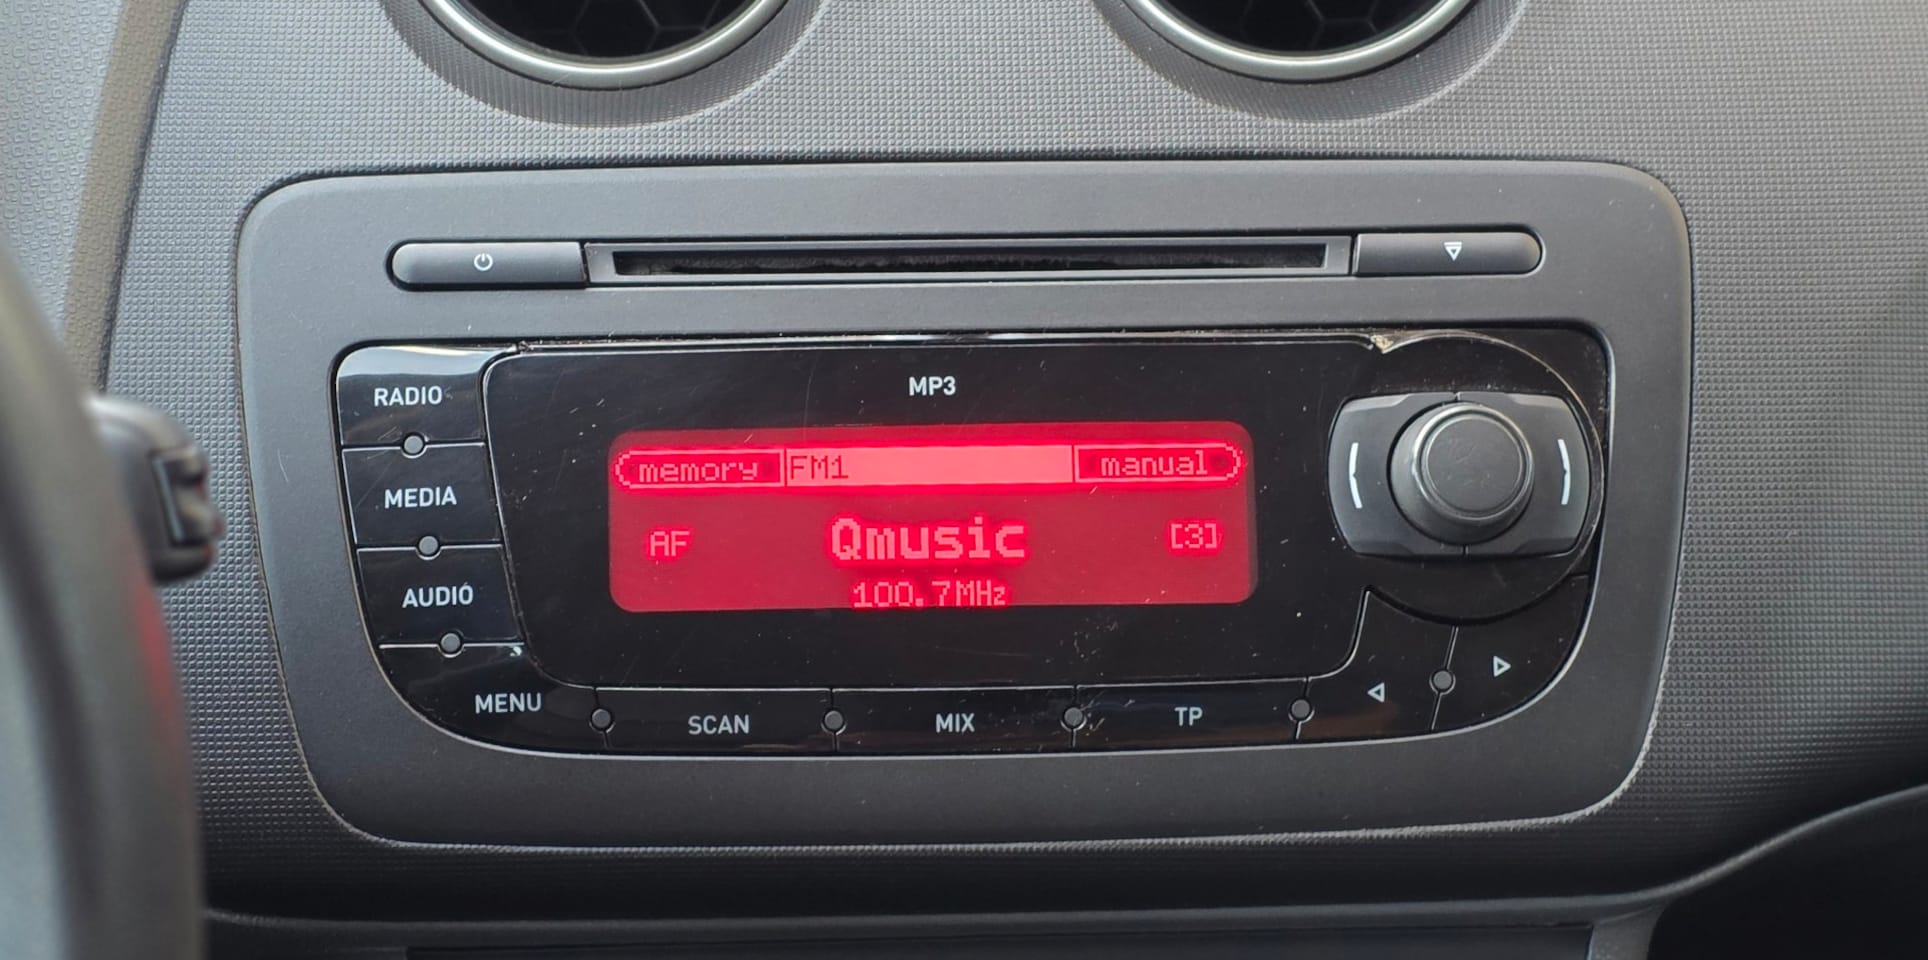 MP3
RADIO
memory FM1 manual
MEDIA
AF Qmusic [3]
100.7MHz
AUDIO
MENU SCAN MIX TP